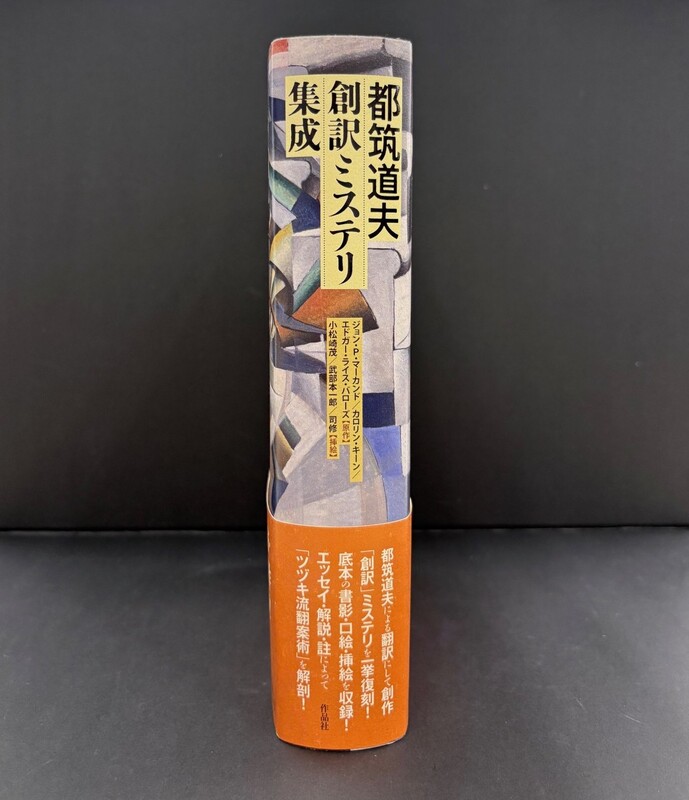 都筑道夫
創訳ミステリ
集成
ジョン・P・マーカンド／カロリン・キーン／
エドガー・ライス・バローズ【原作】
小松崎茂／武部本一郎／司修【挿絵】
都筑道夫による翻訳にして創作
「創訳」ミステリを一挙復刻！
底本の書影・口絵・挿絵を収録！
エッセイ・解説・註によって
「ツヅキ流翻案術」を解剖！
作品社